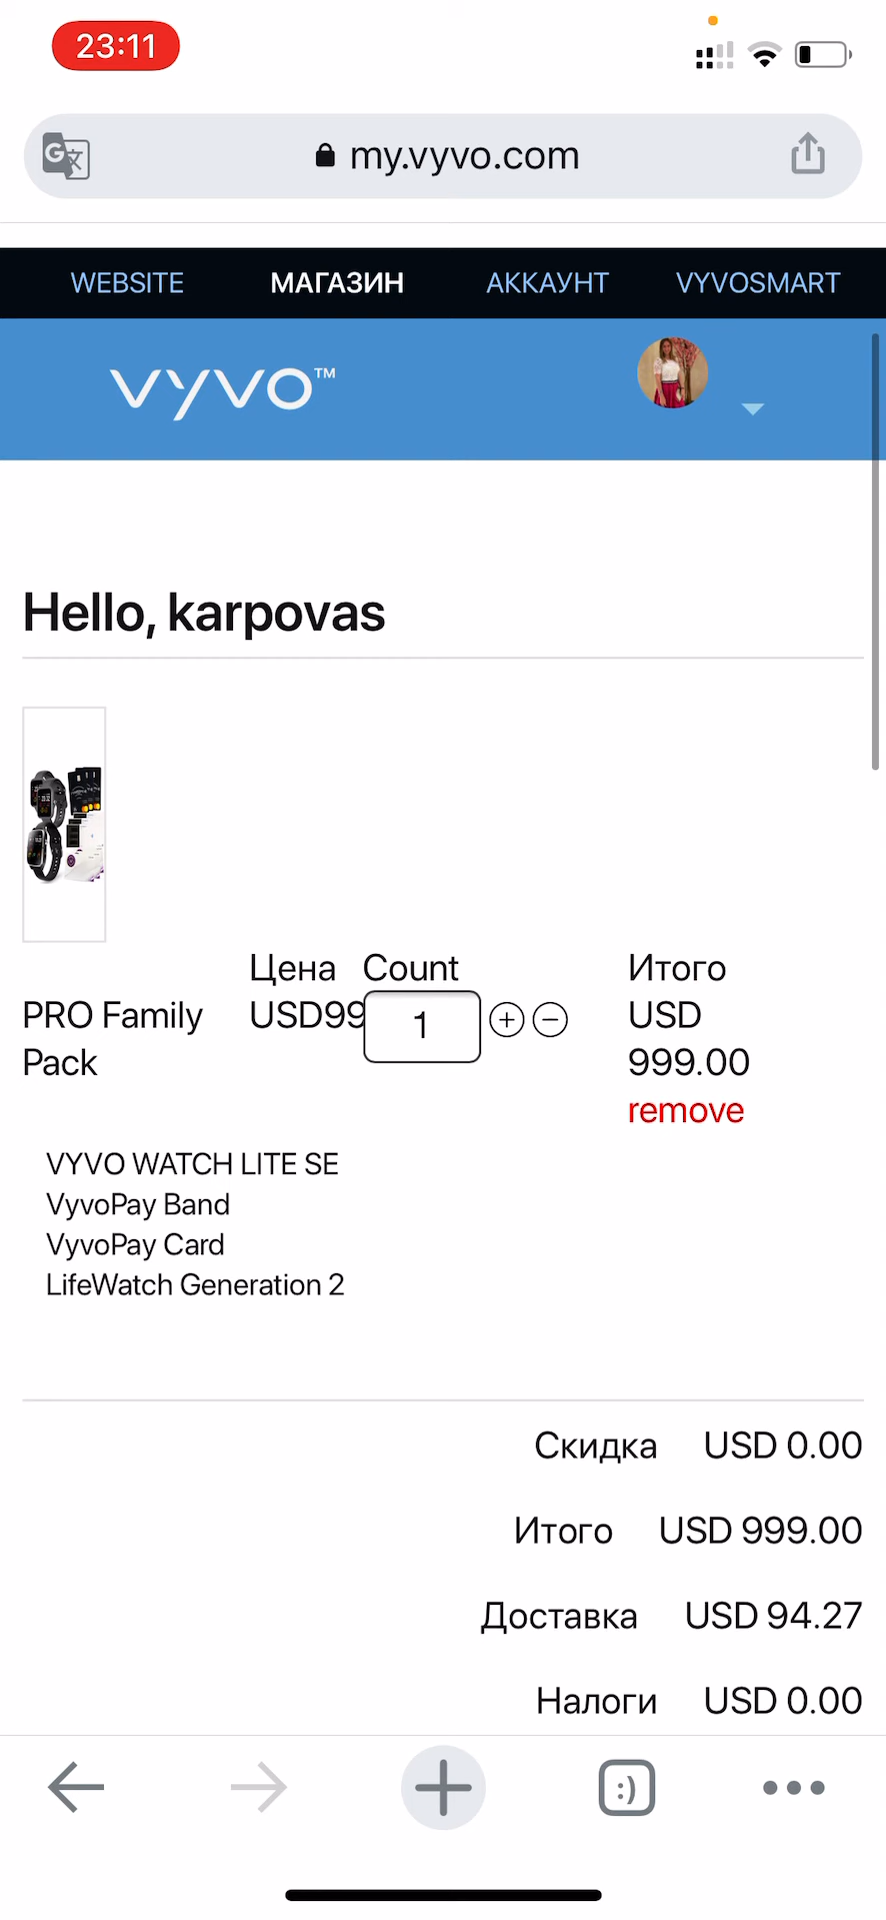 23:11
my.vyvo.com
WEBSITE МАГАЗИН АККАУНТ VYVOSMART
VYVO™
Hello, karpovas
Цена Count Итого
PRO Family Pack USD99 1 USD 999.00
remove
VYVO WATCH LITE SE
VyvoPay Band
VyvoPay Card
LifeWatch Generation 2
Скидка USD 0.00
Итого USD 999.00
Доставка USD 94.27
Налоги USD 0.00
:)